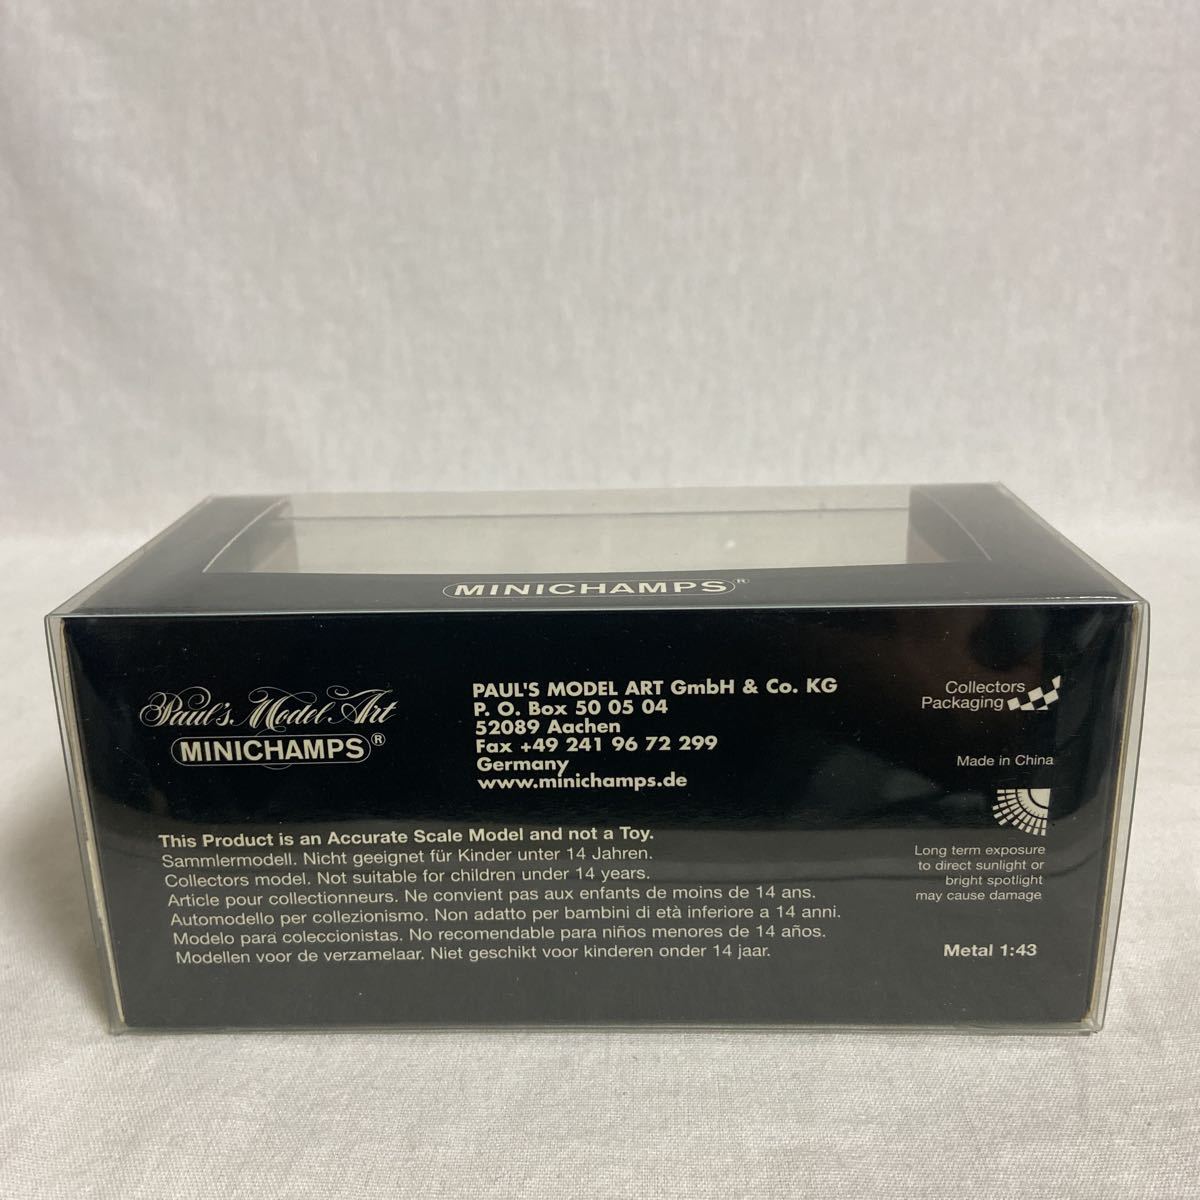 MINICHAMPS®
Paul's Model Art
MINICHAMPS®
PAUL'S MODEL ART GmbH & Co. KG
P. O. Box 50 05 04
52089 Aachen
Fax +49 241 96 72 299
Germany
www.minichamps.de
Collectors
Packaging
Made in China
Long term exposure
to direct sunlight or
bright spotlight
may cause damage
Metal 1:43
This Product is an Accurate Scale Model and not a Toy.
Sammlermodell. Nicht geeignet für Kinder unter 14 Jahren.
Collectors model. Not suitable for children under 14 years.
Article pour collectionneurs. Ne convient pas aux enfants de moins de 14 ans.
Automodello per collezionismo. Non adatto per bambini di età inferiore a 14 anni.
Modelo para coleccionistas. No recomendable para niños menores de 14 años.
Modellen voor de verzamelaar. Niet geschikt voor kinderen onder 14 jaar.